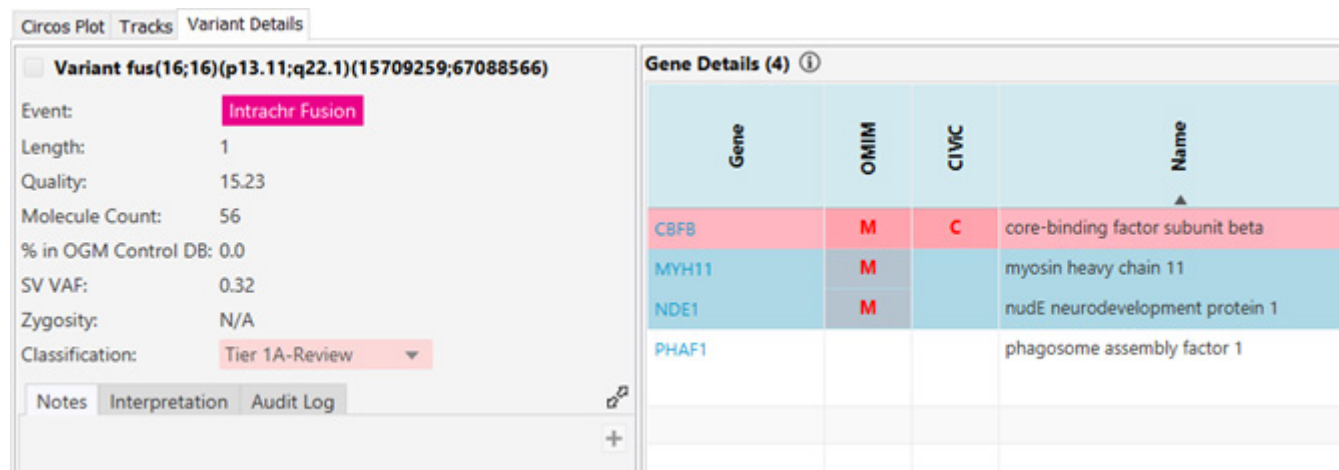 Circos Plot Tracks Variant Details
Variant fus(16;16)(p13.11;q22.1)(15709259;67088566)
Event: Intrachr Fusion
Length: 1
Quality: 15.23
Molecule Count: 56
% in OGM Control DB: 0.0
SV VAF: 0.32
Zygosity: N/A
Classification: Tier 1A-Review
Notes Interpretation Audit Log
Gene Details (4)
Gene OMIM CIViC Name
CBFB M C core-binding factor subunit beta
MYH11 M myosin heavy chain 11
NDE1 M nudE neurodevelopment protein 1
PHAF1 phagosome assembly factor 1